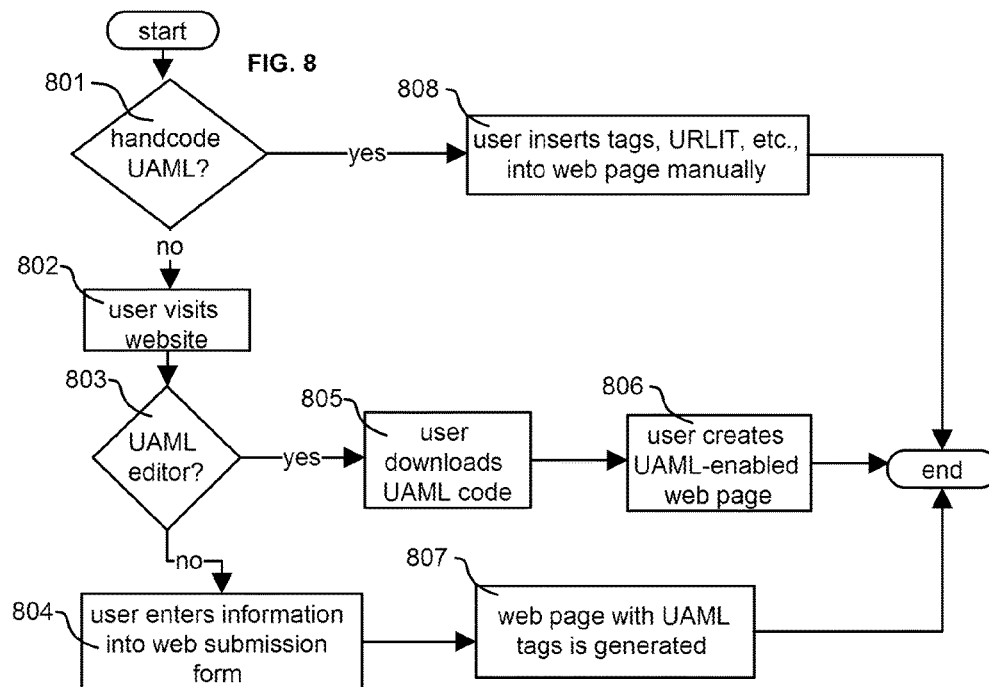 start
FIG. 8
801
handcode
UAML?
yes
808
user inserts tags, URLIT, etc.,
into web page manually
no
802
user visits
website
803
UAML
editor?
yes
805
user
downloads
UAML code
806
user creates
UAML-enabled
web page
end
no
804
user enters information
into web submission
form
807
web page with UAML
tags is generated